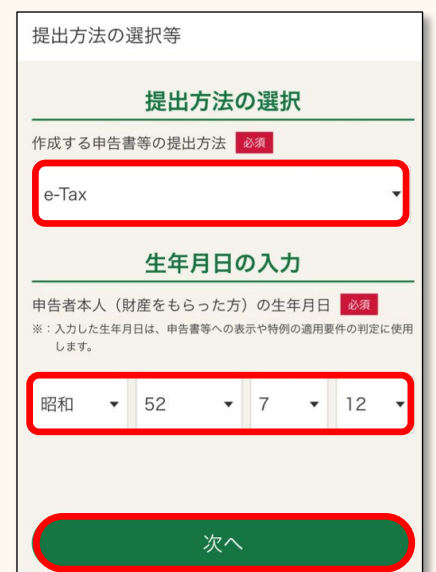 提出方法の選択等
提出方法の選択
作成する申告書等の提出方法 必須
e-Tax
生年月日の入力
申告者本人（財産をもらった方）の生年月日 必須
※：入力した生年月日は、申告書等への表示や特例の適用要件の判定に使用
します。
昭和 52 7 12
次へ